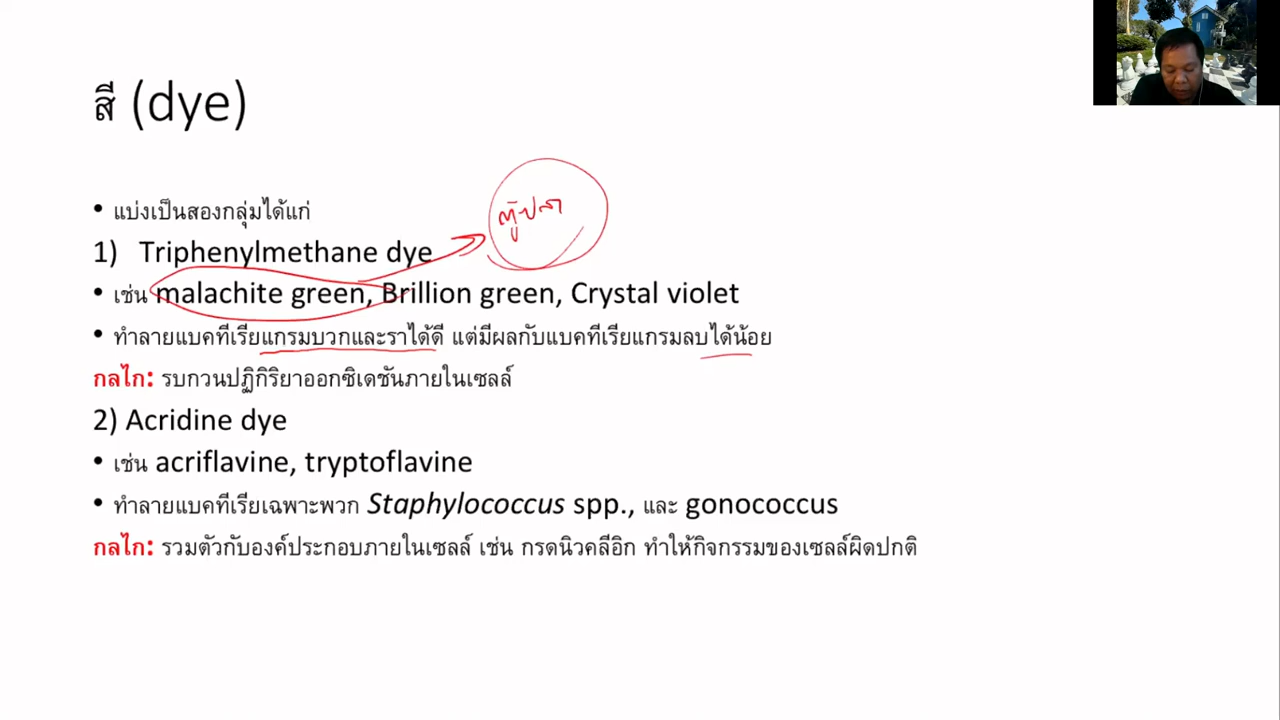 สี (dye)
ตู้ปลา
• แบ่งเป็นสองกลุ่มได้แก่
1) Triphenylmethane dye
• เช่น malachite green, Brillion green, Crystal violet
• ทำลายแบคทีเรียแกรมบวกและราได้ดี แต่มีผลกับแบคทีเรียแกรมลบได้น้อย
กลไก: รบกวนปฏิกิริยาออกซิเดชันภายในเซลล์
2) Acridine dye
• เช่น acriflavine, tryptoflavine
• ทำลายแบคทีเรียเฉพาะพวก Staphylococcus spp., และ gonococcus
กลไก: รวมตัวกับองค์ประกอบภายในเซลล์ เช่น กรดนิวคลีอิก ทำให้กิจกรรมของเซลล์ผิดปกติ